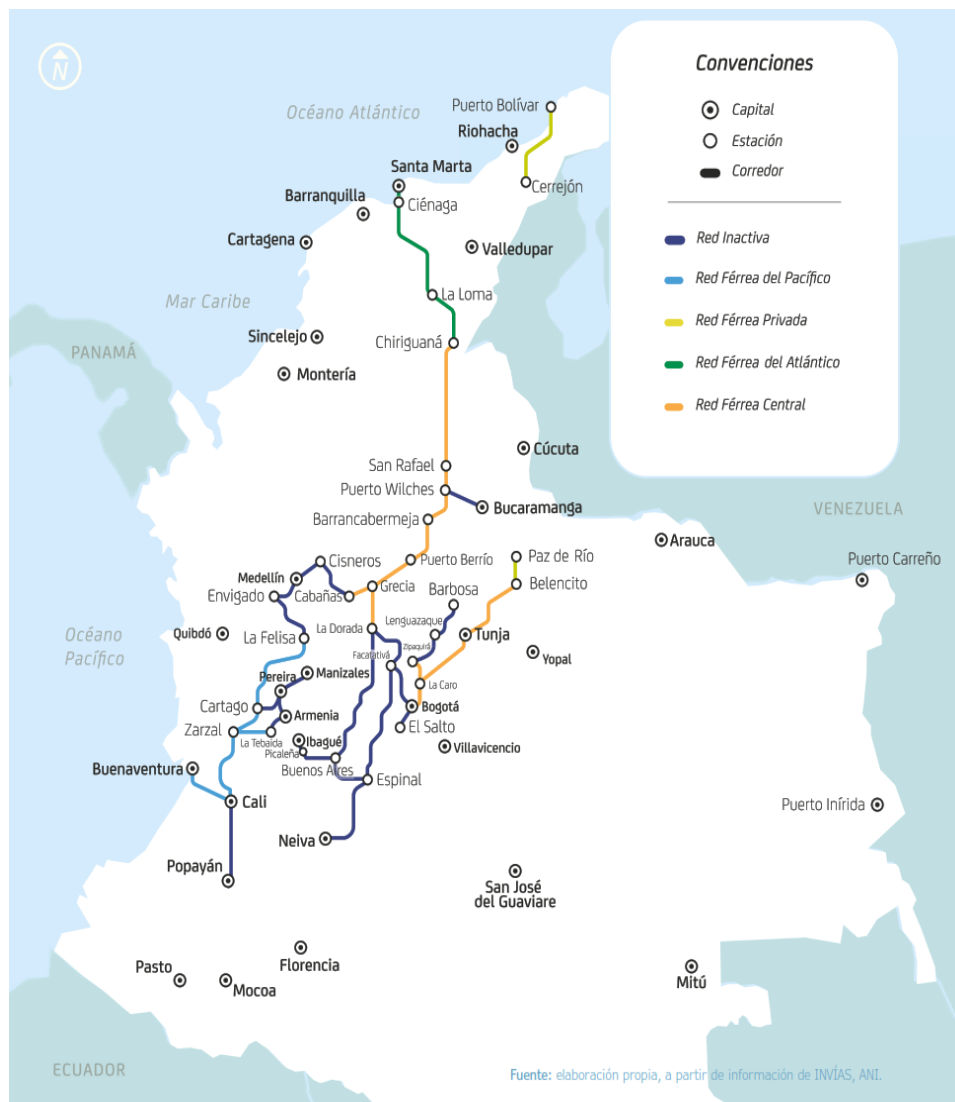 N
Convenciones
Capital
Estación
Corredor
Red Inactiva
Red Férrea del Pacífico
Red Férrea Privada
Red Férrea del Atlántico
Red Férrea Central
Océano Atlántico
Puerto Bolívar
Riohacha
Santa Marta
Cerrejón
Barranquilla
Ciénaga
Cartagena
Valledupar
Mar Caribe
La Loma
Sincelejo
Chiriguaná
PANAMÁ
Montería
Cúcuta
San Rafael
Puerto Wilches
Bucaramanga
VENEZUELA
Barrancabermeja
Arauca
Puerto Carreño
Cisneros
Puerto Berrío
Paz de Río
Medellín
Grecia
Belencito
Envigado
Cabañas
Barbosa
Océano
Pacífico
Quibdó
La Felisa
La Dorada
Lenguazaque
Tunja
Zipaquirá
Facatativá
Yopal
Pereira
Manizales
La Caro
Cartago
Armenia
Bogotá
Zarzal
La Tebaida
Ibagué
El Salto
Picaleña
Villavicencio
Buenaventura
Buenos Aires
Espinal
Cali
Puerto Inírida
Neiva
Popayán
San José
del Guaviare
Florencia
Pasto
Mocoa
Mitú
ECUADOR
Fuente: elaboración propia, a partir de información de INVÍAS, ANI.